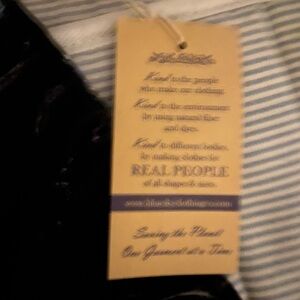 Kind to the people
who make our clothing.
Kind to the environment
by using natural fiber
and dyes.
Kind to different bodies,
by making clothes for
REAL PEOPLE
of all shapes & sizes.
Saving the Planet
One Garment at a Time